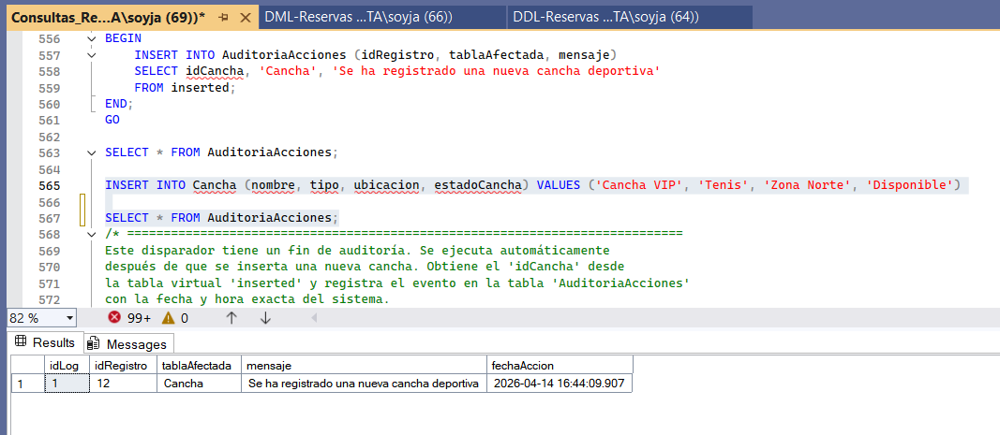 Consultas_Re...A\soyja (69))* DML-Reservas ...TA\soyja (66)) DDL-Reservas ...TA\soyja (64))
556 BEGIN
557 INSERT INTO AuditoriaAcciones (idRegistro, tablaAfectada, mensaje)
558 SELECT idCancha, 'Cancha', 'Se ha registrado una nueva cancha deportiva'
559 FROM inserted;
560 END;
561 GO
562
563 SELECT * FROM AuditoriaAcciones;
564
565 INSERT INTO Cancha (nombre, tipo, ubicacion, estadoCancha) VALUES ('Cancha VIP', 'Tenis', 'Zona Norte', 'Disponible')
566
567 SELECT * FROM AuditoriaAcciones;
568 /* ============================================================================
569 Este disparador tiene un fin de auditoría. Se ejecuta automáticamente
570 después de que se inserta una nueva cancha. Obtiene el 'idCancha' desde
571 la tabla virtual 'inserted' y registra el evento en la tabla 'AuditoriaAcciones'
572 con la fecha y hora exacta del sistema.
82 % 99+ 0
Results Messages
idLog idRegistro tablaAfectada mensaje fechaAccion
1 1 12 Cancha Se ha registrado una nueva cancha deportiva 2026-04-14 16:44:09.907